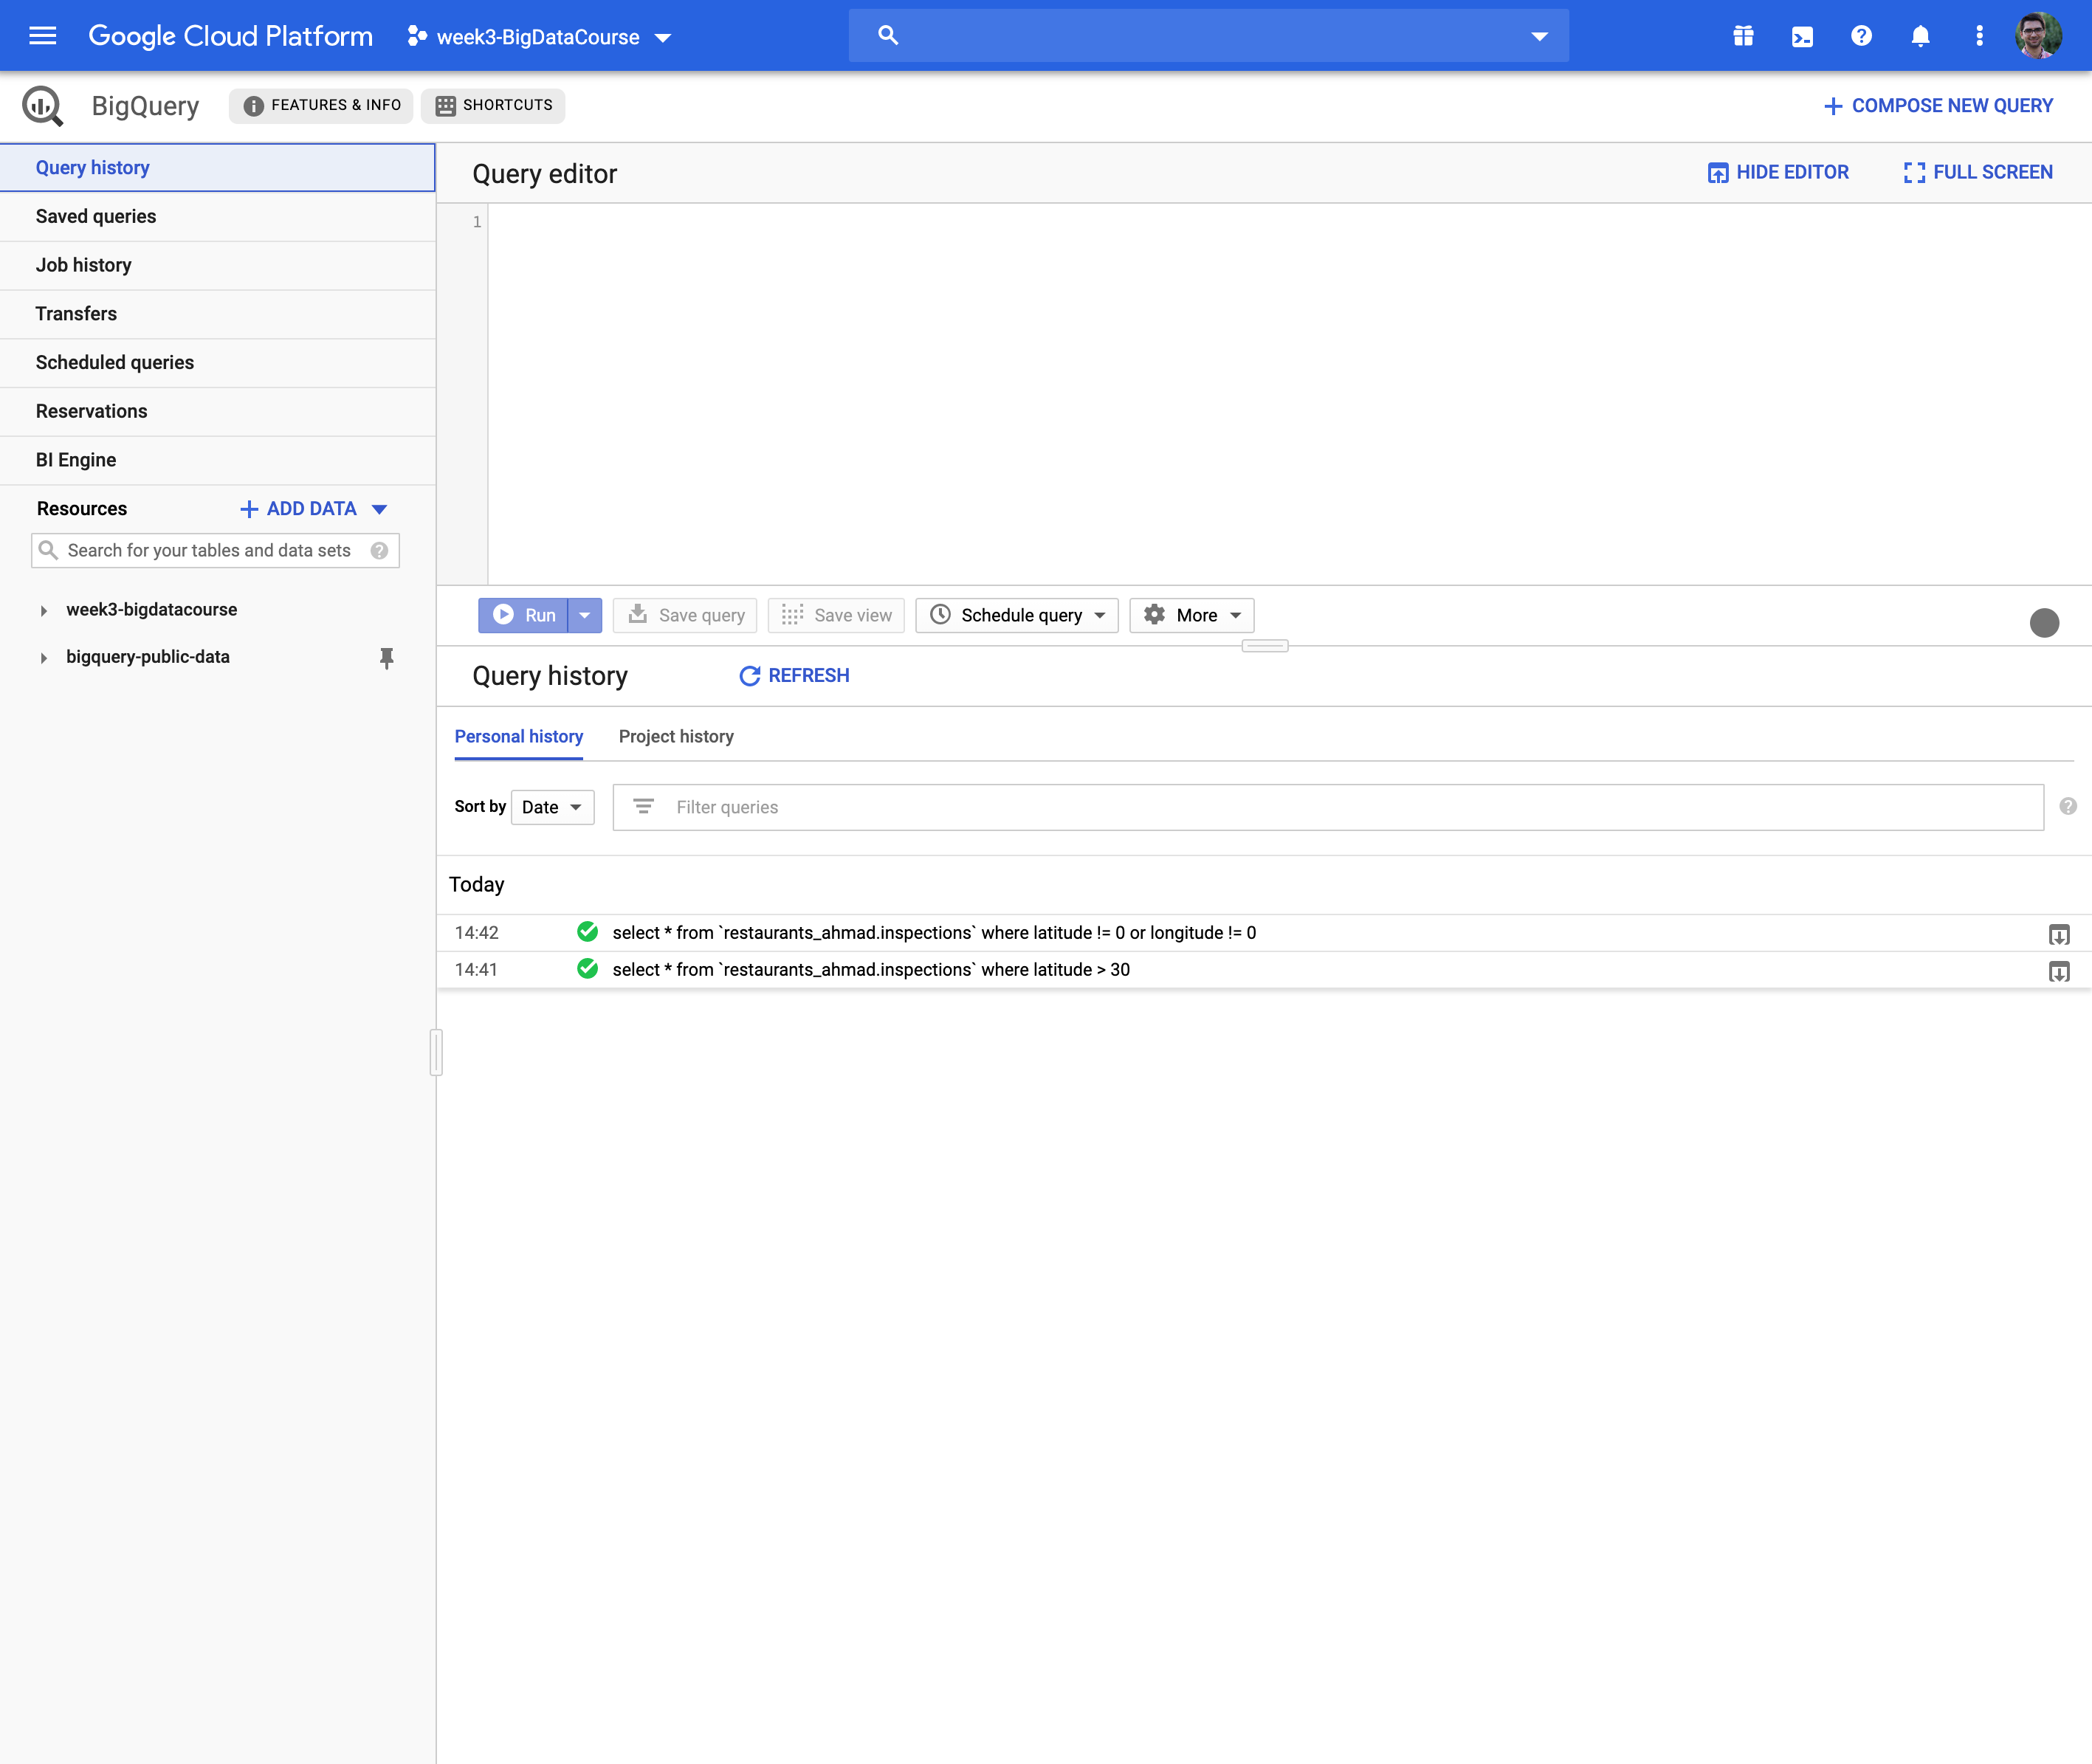 Google Cloud Platform week3-BigDataCourse
BigQuery FEATURES & INFO SHORTCUTS COMPOSE NEW QUERY
Query history
Saved queries
Job history
Transfers
Scheduled queries
Reservations
BI Engine
Resources ADD DATA
Search for your tables and data sets
week3-bigdatacourse
bigquery-public-data
Query editor HIDE EDITOR FULL SCREEN
1
Run Save query Save view Schedule query More
Query history REFRESH
Personal history Project history
Sort by Date Filter queries
Today
14:42 select * from `restaurants_ahmad.inspections` where latitude != 0 or longitude != 0
14:41 select * from `restaurants_ahmad.inspections` where latitude > 30